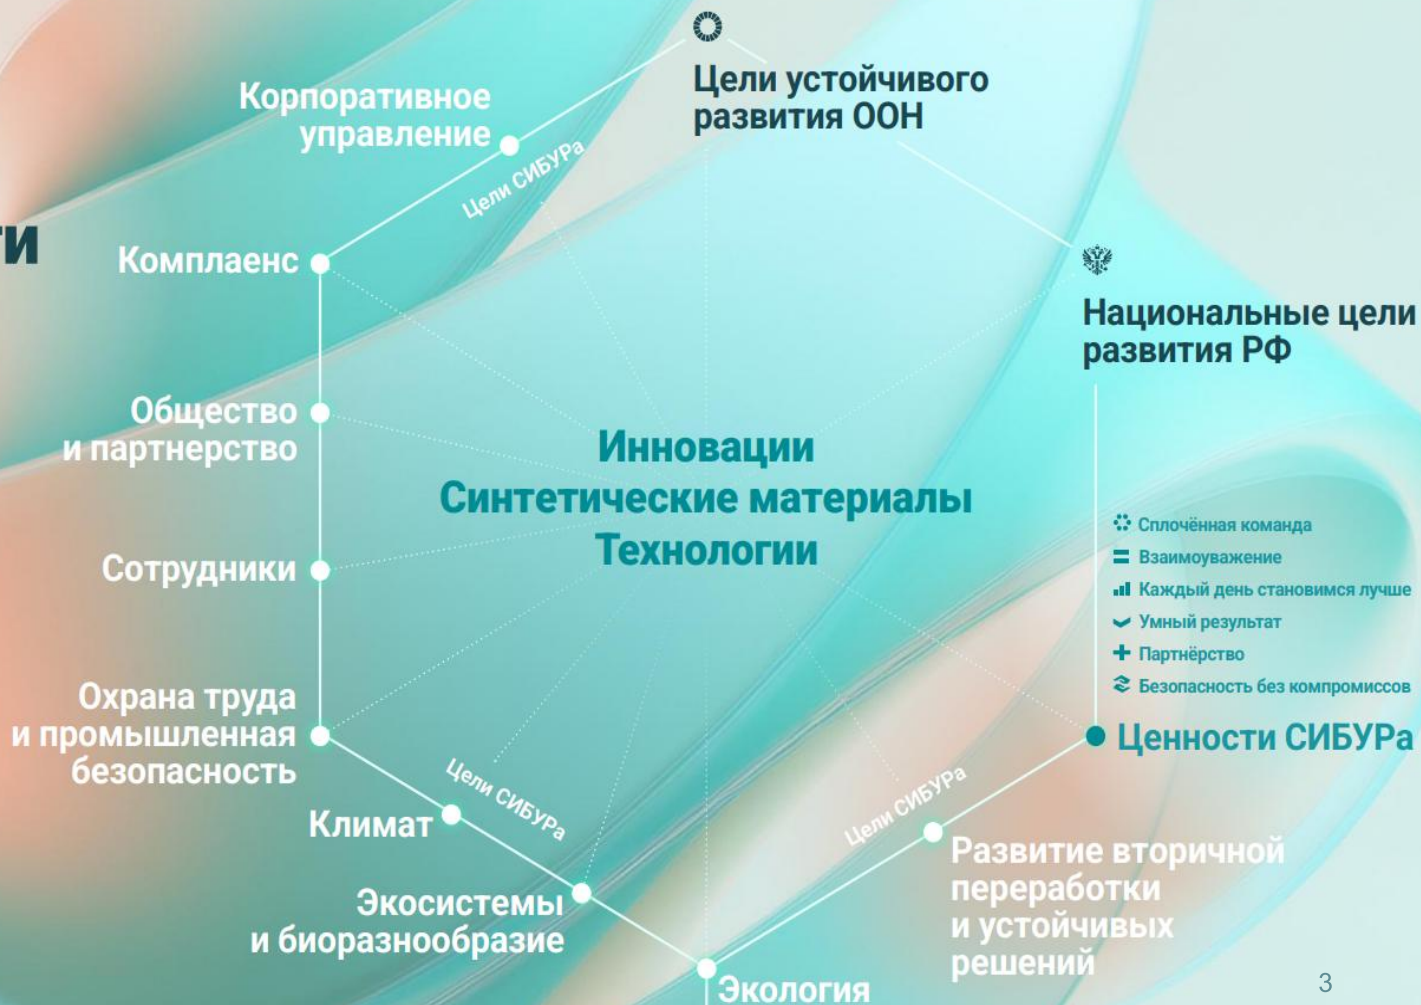 Цели устойчивого
развития ООН
Корпоративное
управление
Цели СИБУРа
ти
Комплаенс
Национальные цели
развития РФ
Общество
и партнерство
Инновации
Синтетические материалы
Технологии
Сотрудники
Сплочённая команда
Взаимоуважение
Каждый день становимся лучше
Умный результат
Партнёрство
Безопасность без компромиссов
Ценности СИБУРа
Охрана труда
и промышленная
безопасность
Цели СИБУРа
Климат
Цели СИБУРа
Развитие вторичной
переработки
и устойчивых
решений
Экосистемы
и биоразнообразие
Экология
3